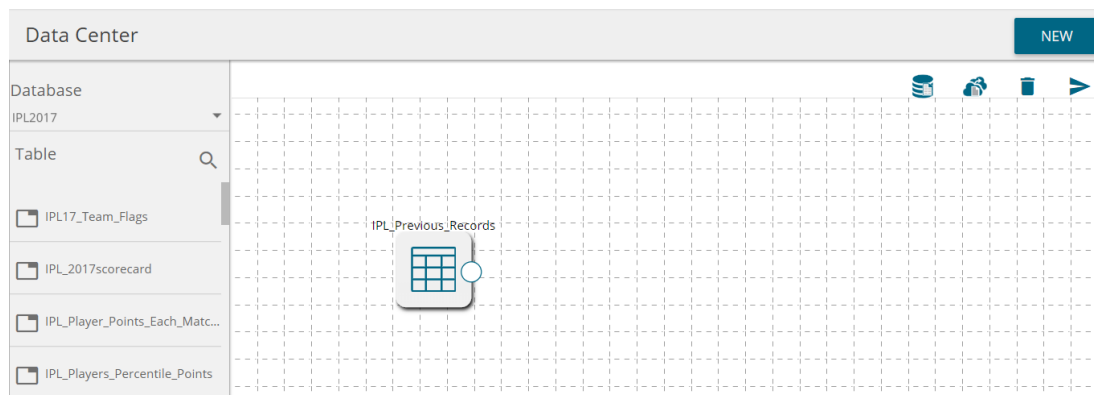 Data Center
NEW
Database
IPL2017
Table
IPL17_Team_Flags
IPL_2017scorecard
IPL_Player_Points_Each_Matc...
IPL_Players_Percentile_Points
IPL_Previous_Records